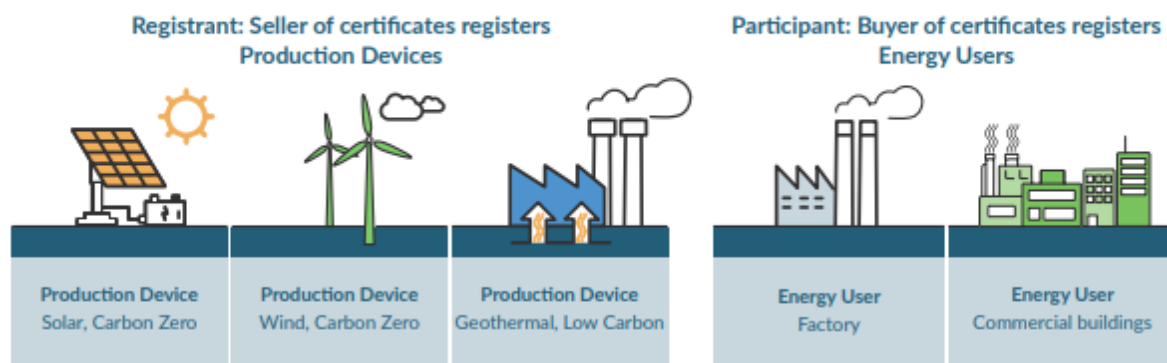 Registrant: Seller of certificates registers
Production Devices
Participant: Buyer of certificates registers
Energy Users
Production Device
Solar, Carbon Zero
Production Device
Wind, Carbon Zero
Production Device
Geothermal, Low Carbon
Energy User
Factory
Energy User
Commercial buildings